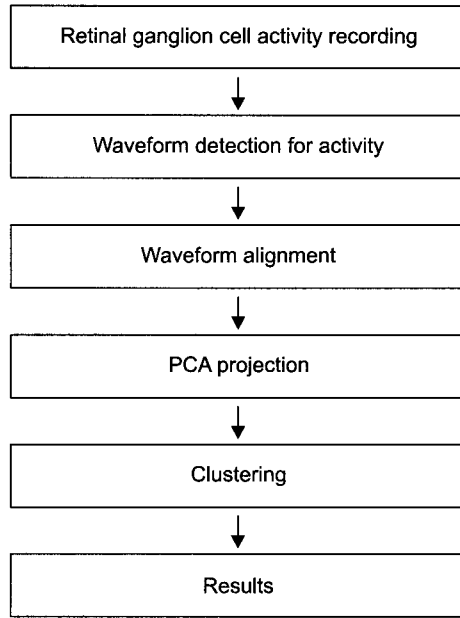 Retinal ganglion cell activity recording
Waveform detection for activity
Waveform alignment
PCA projection
Clustering
Results